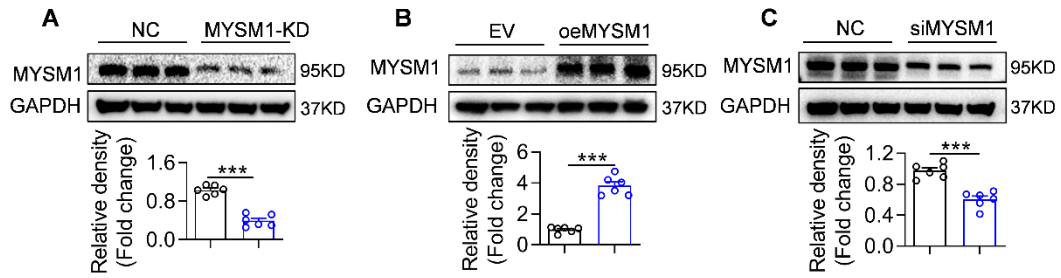 A
NC MYSM1-KD
MYSM1 95KD
GAPDH 37KD
Relative density
(Fold change)
1.6
0.8
0.0
***
B
EV oeMYSM1
MYSM1 95KD
GAPDH 37KD
Relative density
(Fold change)
6
4
2
0
***
C
NC siMYSM1
MYSM1 95KD
GAPDH 37KD
Relative density
(Fold change)
1.2
0.8
0.4
0.0
***